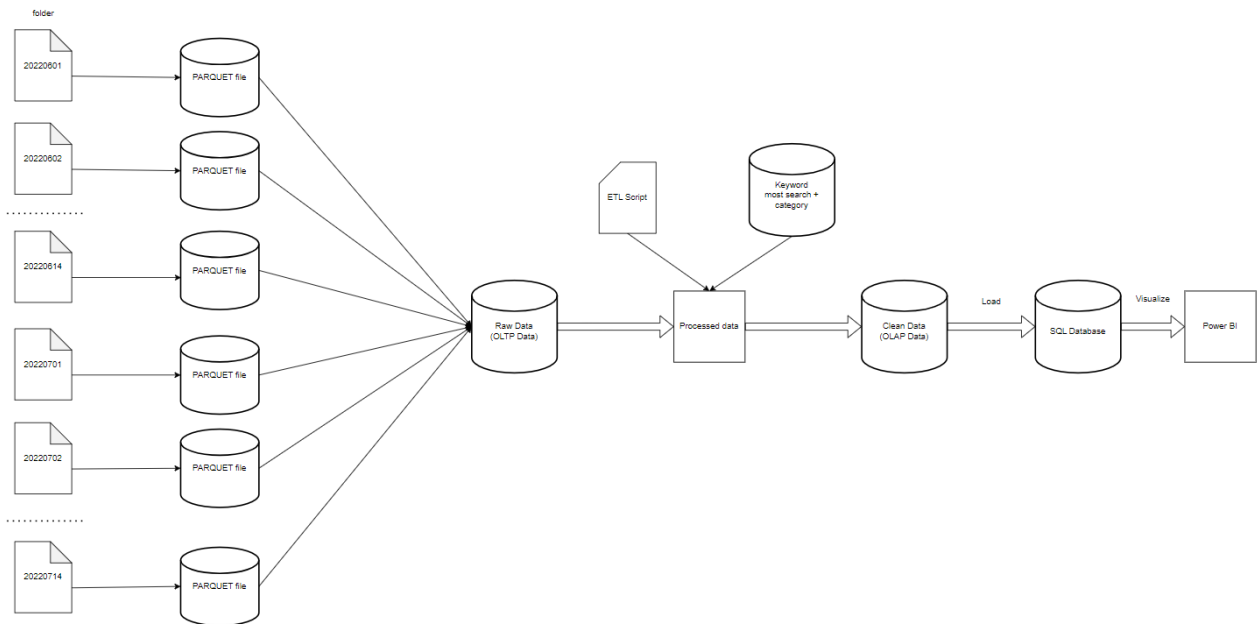 folder
20220601
PARQUET file
20220602
PARQUET file
20220614
PARQUET file
20220701
PARQUET file
20220702
PARQUET file
20220714
PARQUET file
Raw Data
(OLTP Data)
ETL Script
Keyword
most search +
category
Processed data
Clean Data
(OLAP Data)
Load
SQL Database
Visualize
Power BI